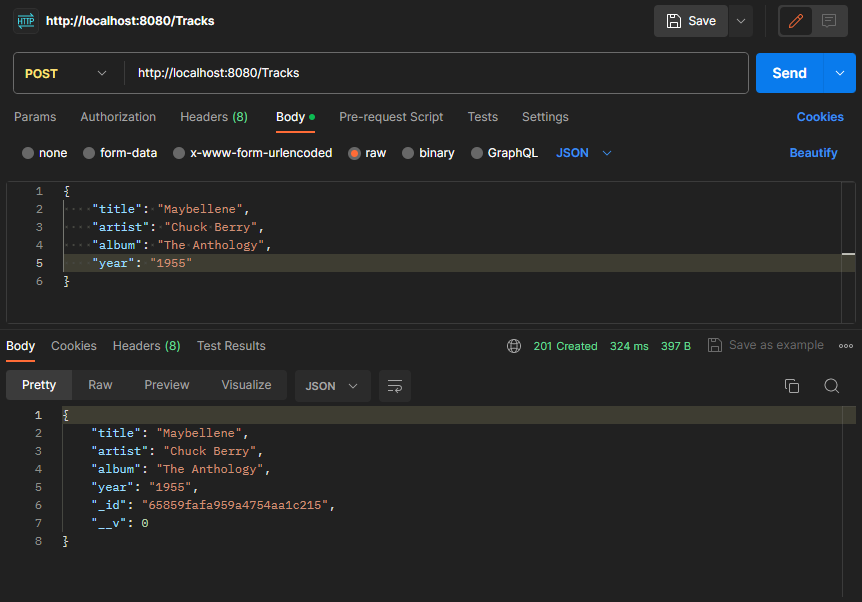 HTTP http://localhost:8080/Tracks Save
POST http://localhost:8080/Tracks Send
Params Authorization Headers (8) Body Pre-request Script Tests Settings Cookies
none form-data x-www-form-urlencoded raw binary GraphQL JSON Beautify
1 {
2 "title": "Maybellene",
3 "artist": "Chuck Berry",
4 "album": "The Anthology",
5 "year": "1955"
6 }
Body Cookies Headers (8) Test Results 201 Created 324 ms 397 B Save as example
Pretty Raw Preview Visualize JSON
1 {
2 "title": "Maybellene",
3 "artist": "Chuck Berry",
4 "album": "The Anthology",
5 "year": "1955",
6 "_id": "65859fafa959a4754aa1c215",
7 "__v": 0
8 }